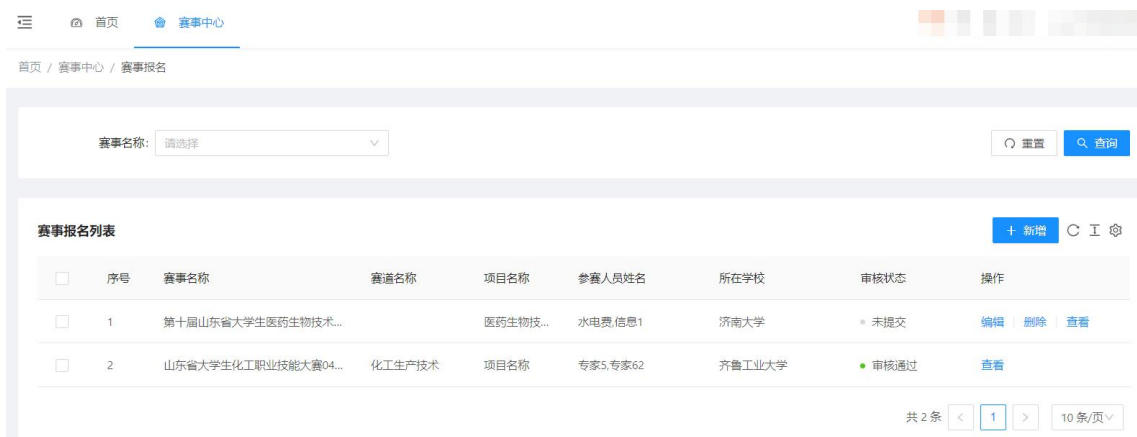 首页 赛事中心
首页 / 赛事中心 / 赛事报名
赛事名称: 请选择 重置 查询
赛事报名列表 + 新增
序号 赛事名称 赛道名称 项目名称 参赛人员姓名 所在学校 审核状态 操作
1 第十届山东省大学生医药生物技术... 医药生物技... 水电费,信息1 济南大学 未提交 编辑 删除 查看
2 山东省大学生化工职业技能大赛04... 化工生产技术 项目名称 专家5,专家62 齐鲁工业大学 审核通过 查看
共 2 条 < 1 > 10 条/页